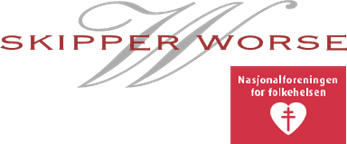 SKIPPER WORSE
W
Nasjonalforeningen
for folkehelsen